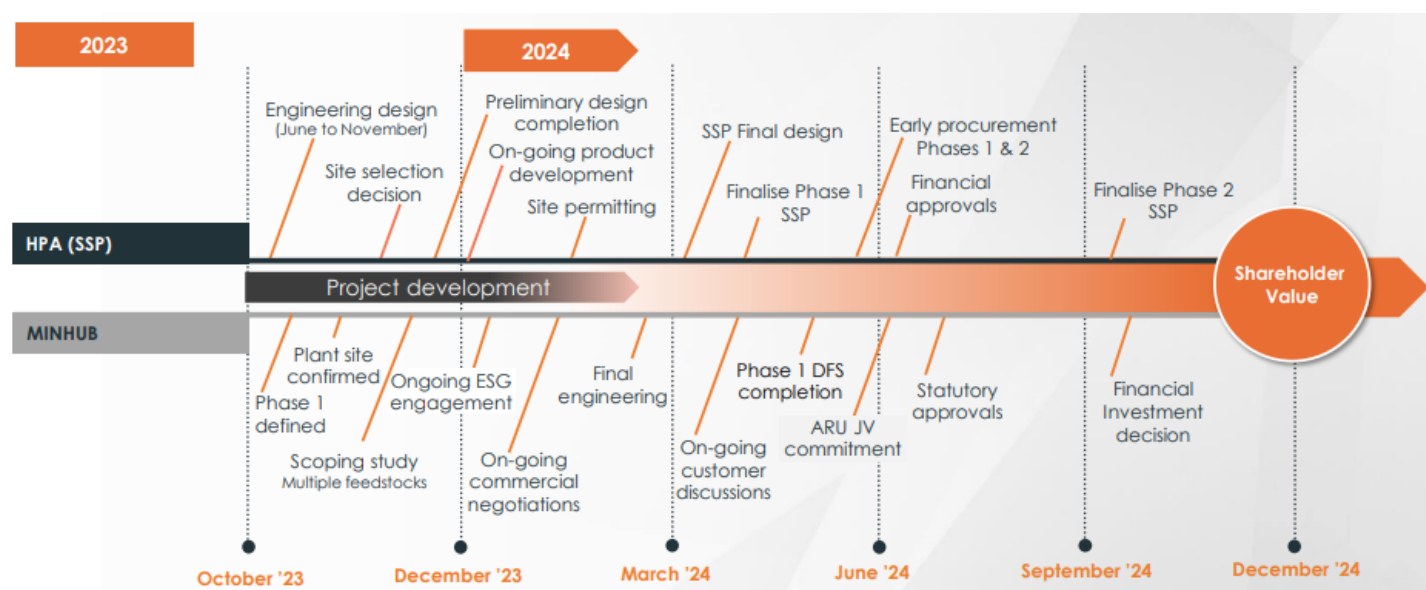 2023
2024
Engineering design
(June to November)
Site selection
decision
Preliminary design
completion
On-going product
development
Site permitting
SSP Final design
Finalise Phase 1
SSP
Early procurement
Phases 1 & 2
Financial
approvals
Finalise Phase 2
SSP
HPA (SSP)
Project development
Shareholder
Value
MINHUB
Phase 1
defined
Plant site
confirmed
Scoping study
Multiple feedstocks
Ongoing ESG
engagement
On-going
commercial
negotiations
Final
engineering
On-going
customer
discussions
Phase 1 DFS
completion
ARU JV
commitment
Statutory
approvals
Financial
Investment
decision
October '23
December '23
March '24
June '24
September '24
December '24